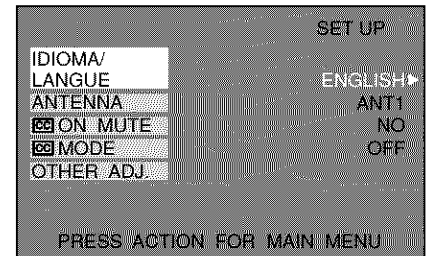 SET UP
IDIOMA/
LANGUE ENGLISH▶
ANTENNA ANT1
CC ON MUTE NO
CC MODE OFF
OTHER ADJ.
PRESS ACTION FOR MAIN MENU